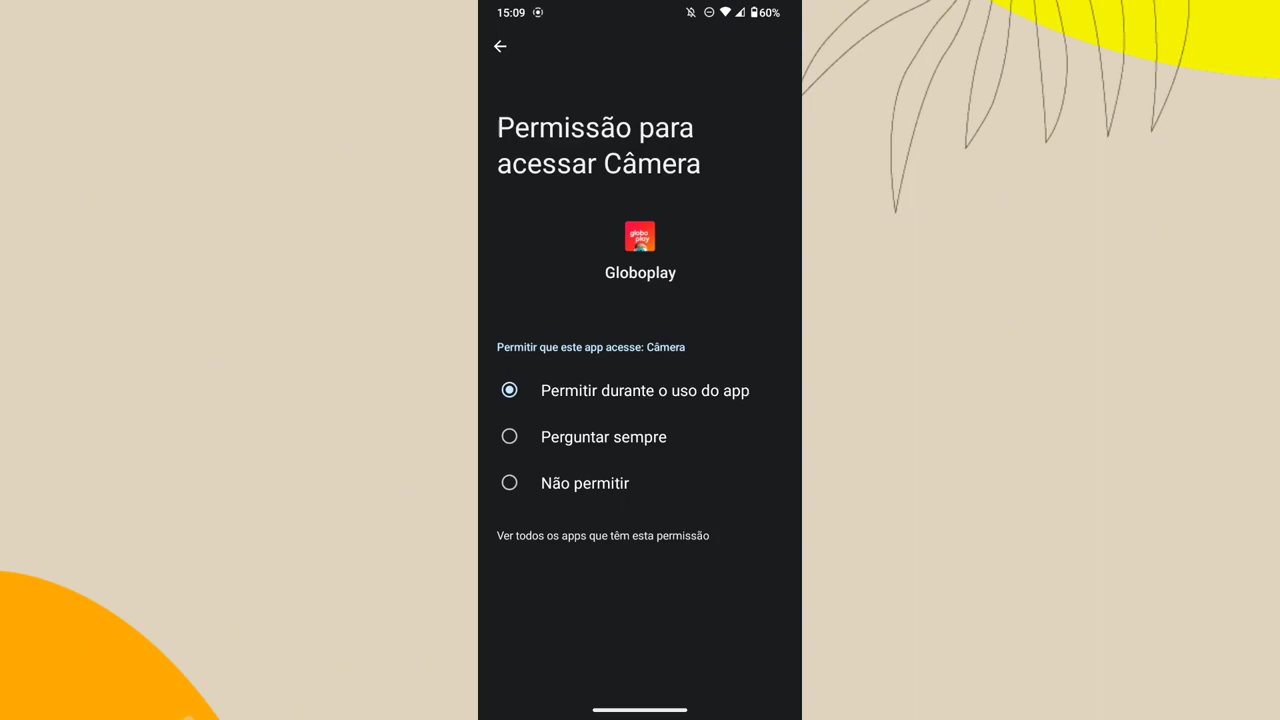 15:09
60%
Permissão para
acessar Câmera
globo
play
Globoplay
Permitir que este app acesse: Câmera
Permitir durante o uso do app
Perguntar sempre
Não permitir
Ver todos os apps que têm esta permissão